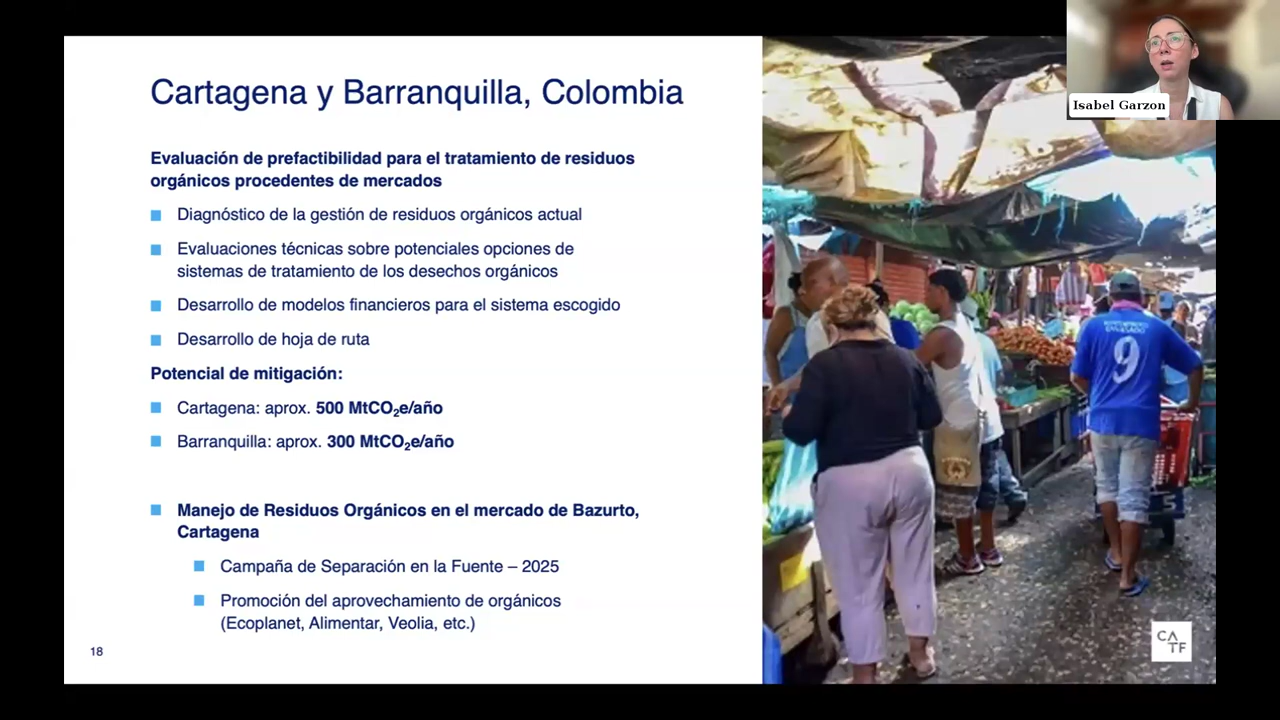 Cartagena y Barranquilla, Colombia
Evaluación de prefactibilidad para el tratamiento de residuos
orgánicos procedentes de mercados
Diagnóstico de la gestión de residuos orgánicos actual
Evaluaciones técnicas sobre potenciales opciones de
sistemas de tratamiento de los desechos orgánicos
Desarrollo de modelos financieros para el sistema escogido
Desarrollo de hoja de ruta
Potencial de mitigación:
Cartagena: aprox. 500 MtCO₂e/año
Barranquilla: aprox. 300 MtCO₂e/año
Manejo de Residuos Orgánicos en el mercado de Bazurto,
Cartagena
Campaña de Separación en la Fuente – 2025
Promoción del aprovechamiento de orgánicos
(Ecoplanet, Alimentar, Veolia, etc.)
18
Isabel Garzon
9
5
CA
TF